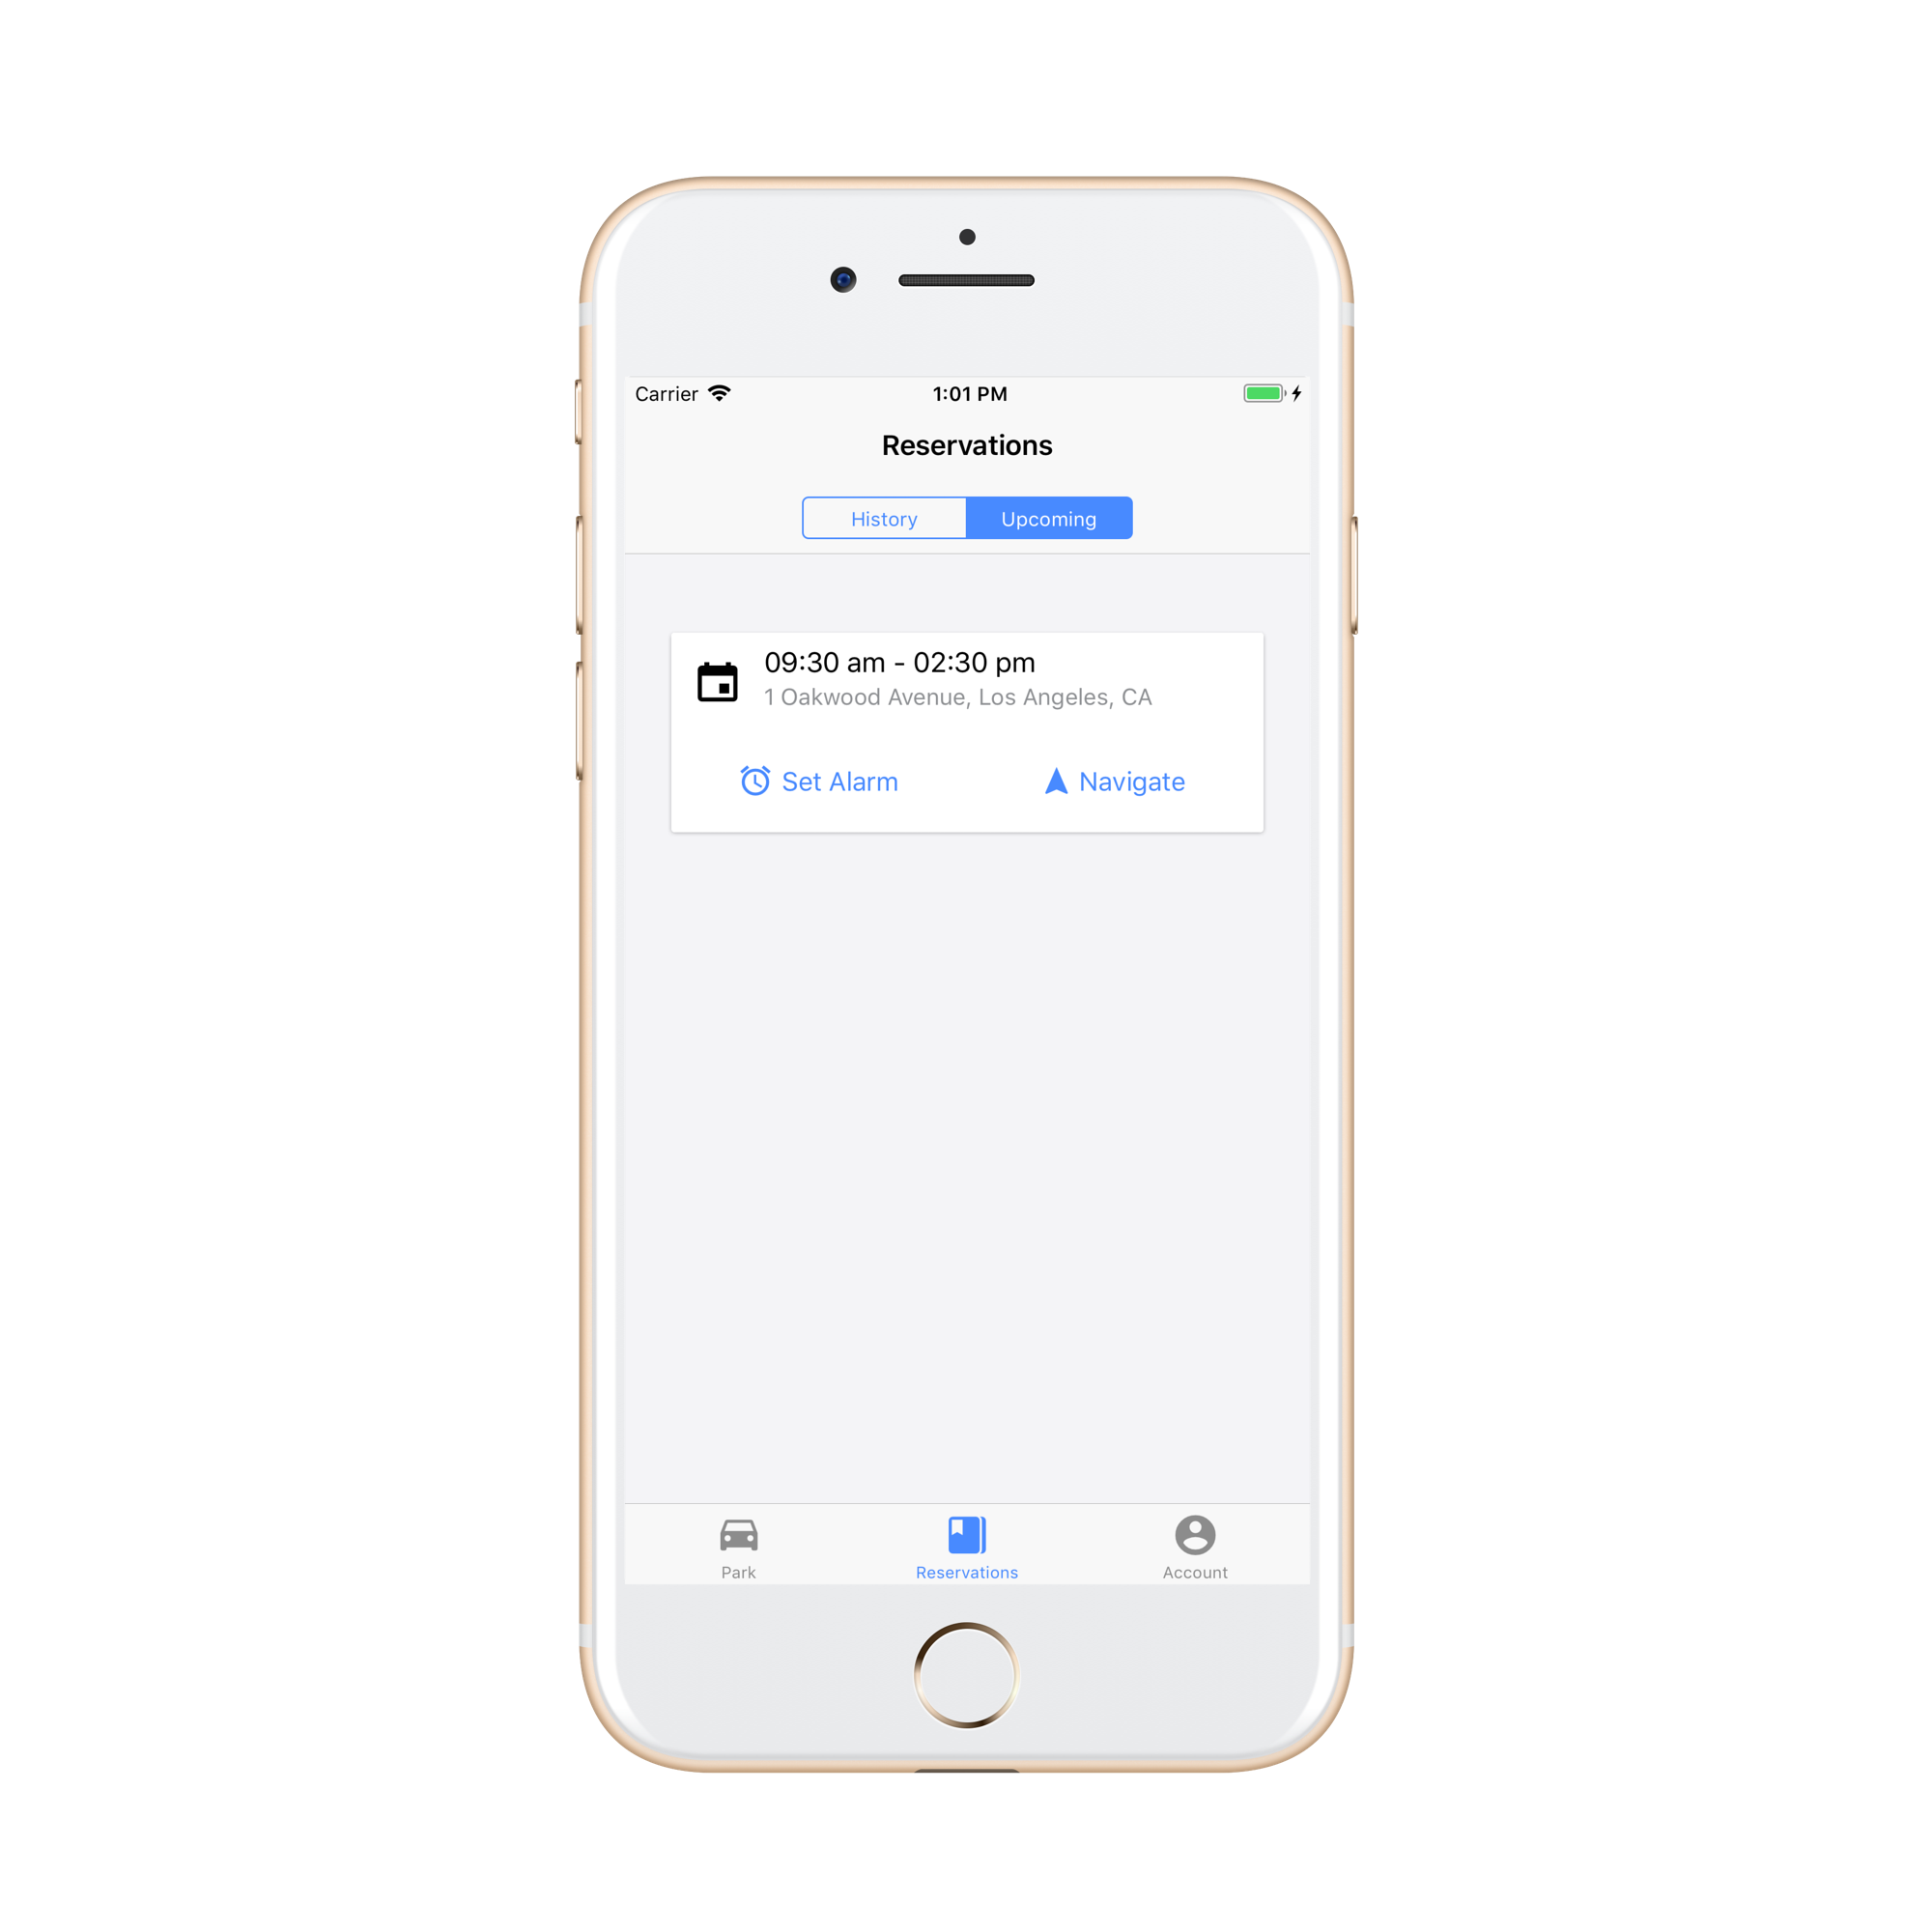 Carrier 1:01 PM
Reservations
History Upcoming
09:30 am - 02:30 pm
1 Oakwood Avenue, Los Angeles, CA
Set Alarm Navigate
Park Reservations Account